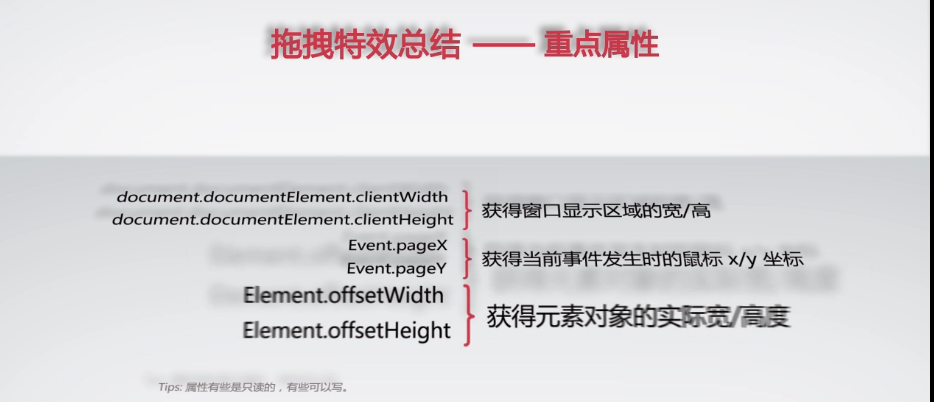 拖拽特效总结 —— 重点属性
document.documentElement.clientWidth
document.documentElement.clientHeight
获得窗口显示区域的宽/高
Event.pageX
Event.pageY
获得当前事件发生时的鼠标 x/y 坐标
Element.offsetWidth
Element.offsetHeight
获得元素对象的实际宽/高度
Tips: 属性有些是只读的，有些可以写。